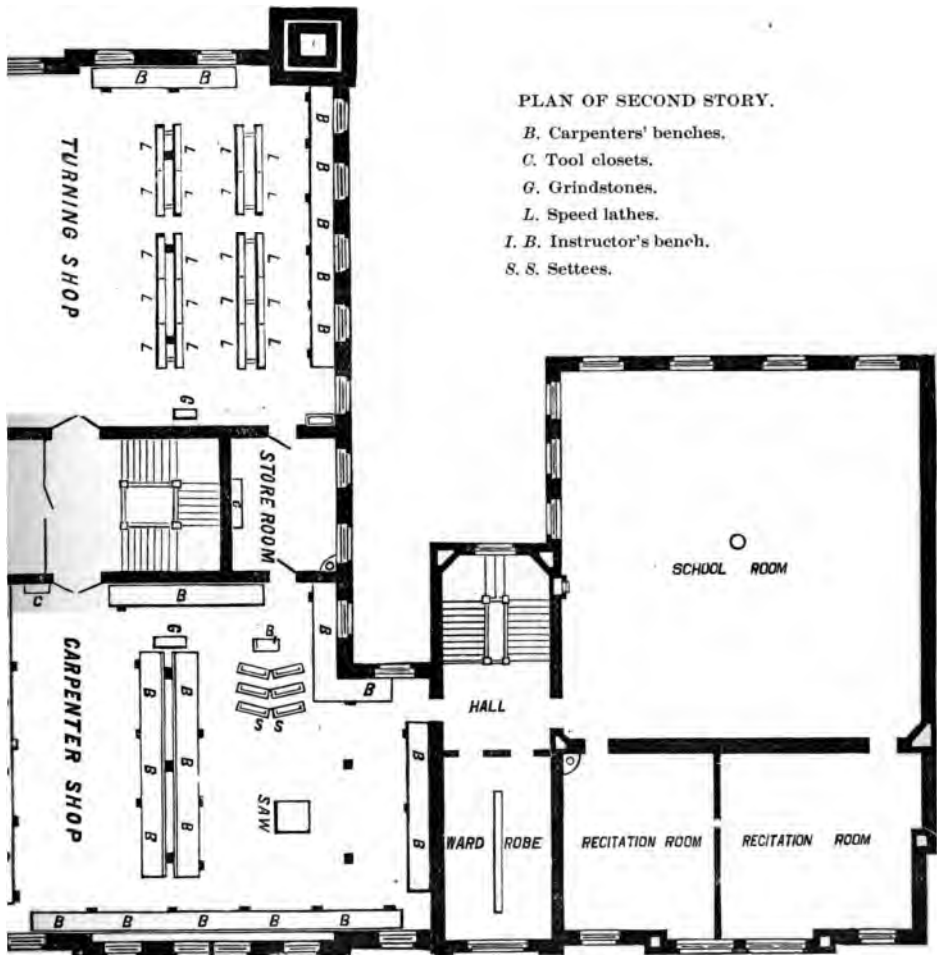 PLAN OF SECOND STORY.
B. Carpenters' benches.
C. Tool closets.
G. Grindstones.
L. Speed lathes.
I. B. Instructor's bench.
S. S. Settees.
B B
TURNING SHOP
L L L L
L L L L
L L L L
L L L L
L L L L
B
B
B
B
B
G
STORE ROOM
C
C
B
B
B
G
B
S S
CARPENTER SHOP
B B
B B
B B
SAW
B
B
B
B B B B B
HALL
WARD ROBE
SCHOOL ROOM
RECITATION ROOM
RECITATION ROOM